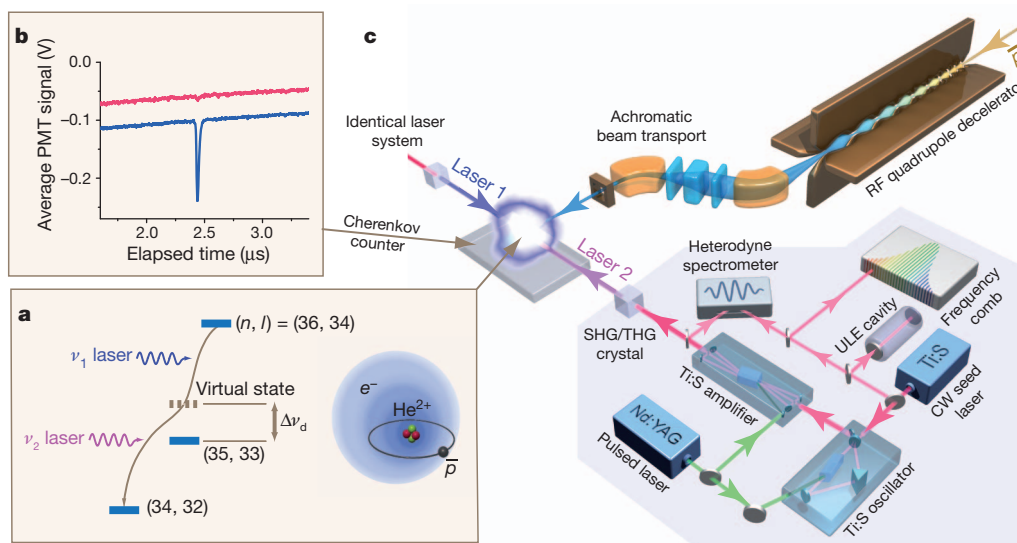 b
Average PMT signal (V)
0.0
−0.1
−0.2
2.0
2.5
3.0
Elapsed time (μs)
a
(n, l) = (36, 34)
ν1 laser
Virtual state
Δνd
ν2 laser
(35, 33)
(34, 32)
e−
He2+
p̅
c
Identical laser
system
Laser 1
Cherenkov
counter
Achromatic
beam transport
RF quadrupole decelerator
Laser 2
Heterodyne
spectrometer
SHG/THG
crystal
Frequency
comb
ULE cavity
Ti:S
CW seed
laser
Ti:S amplifier
Nd:YAG
Pulsed laser
Ti:S oscillator